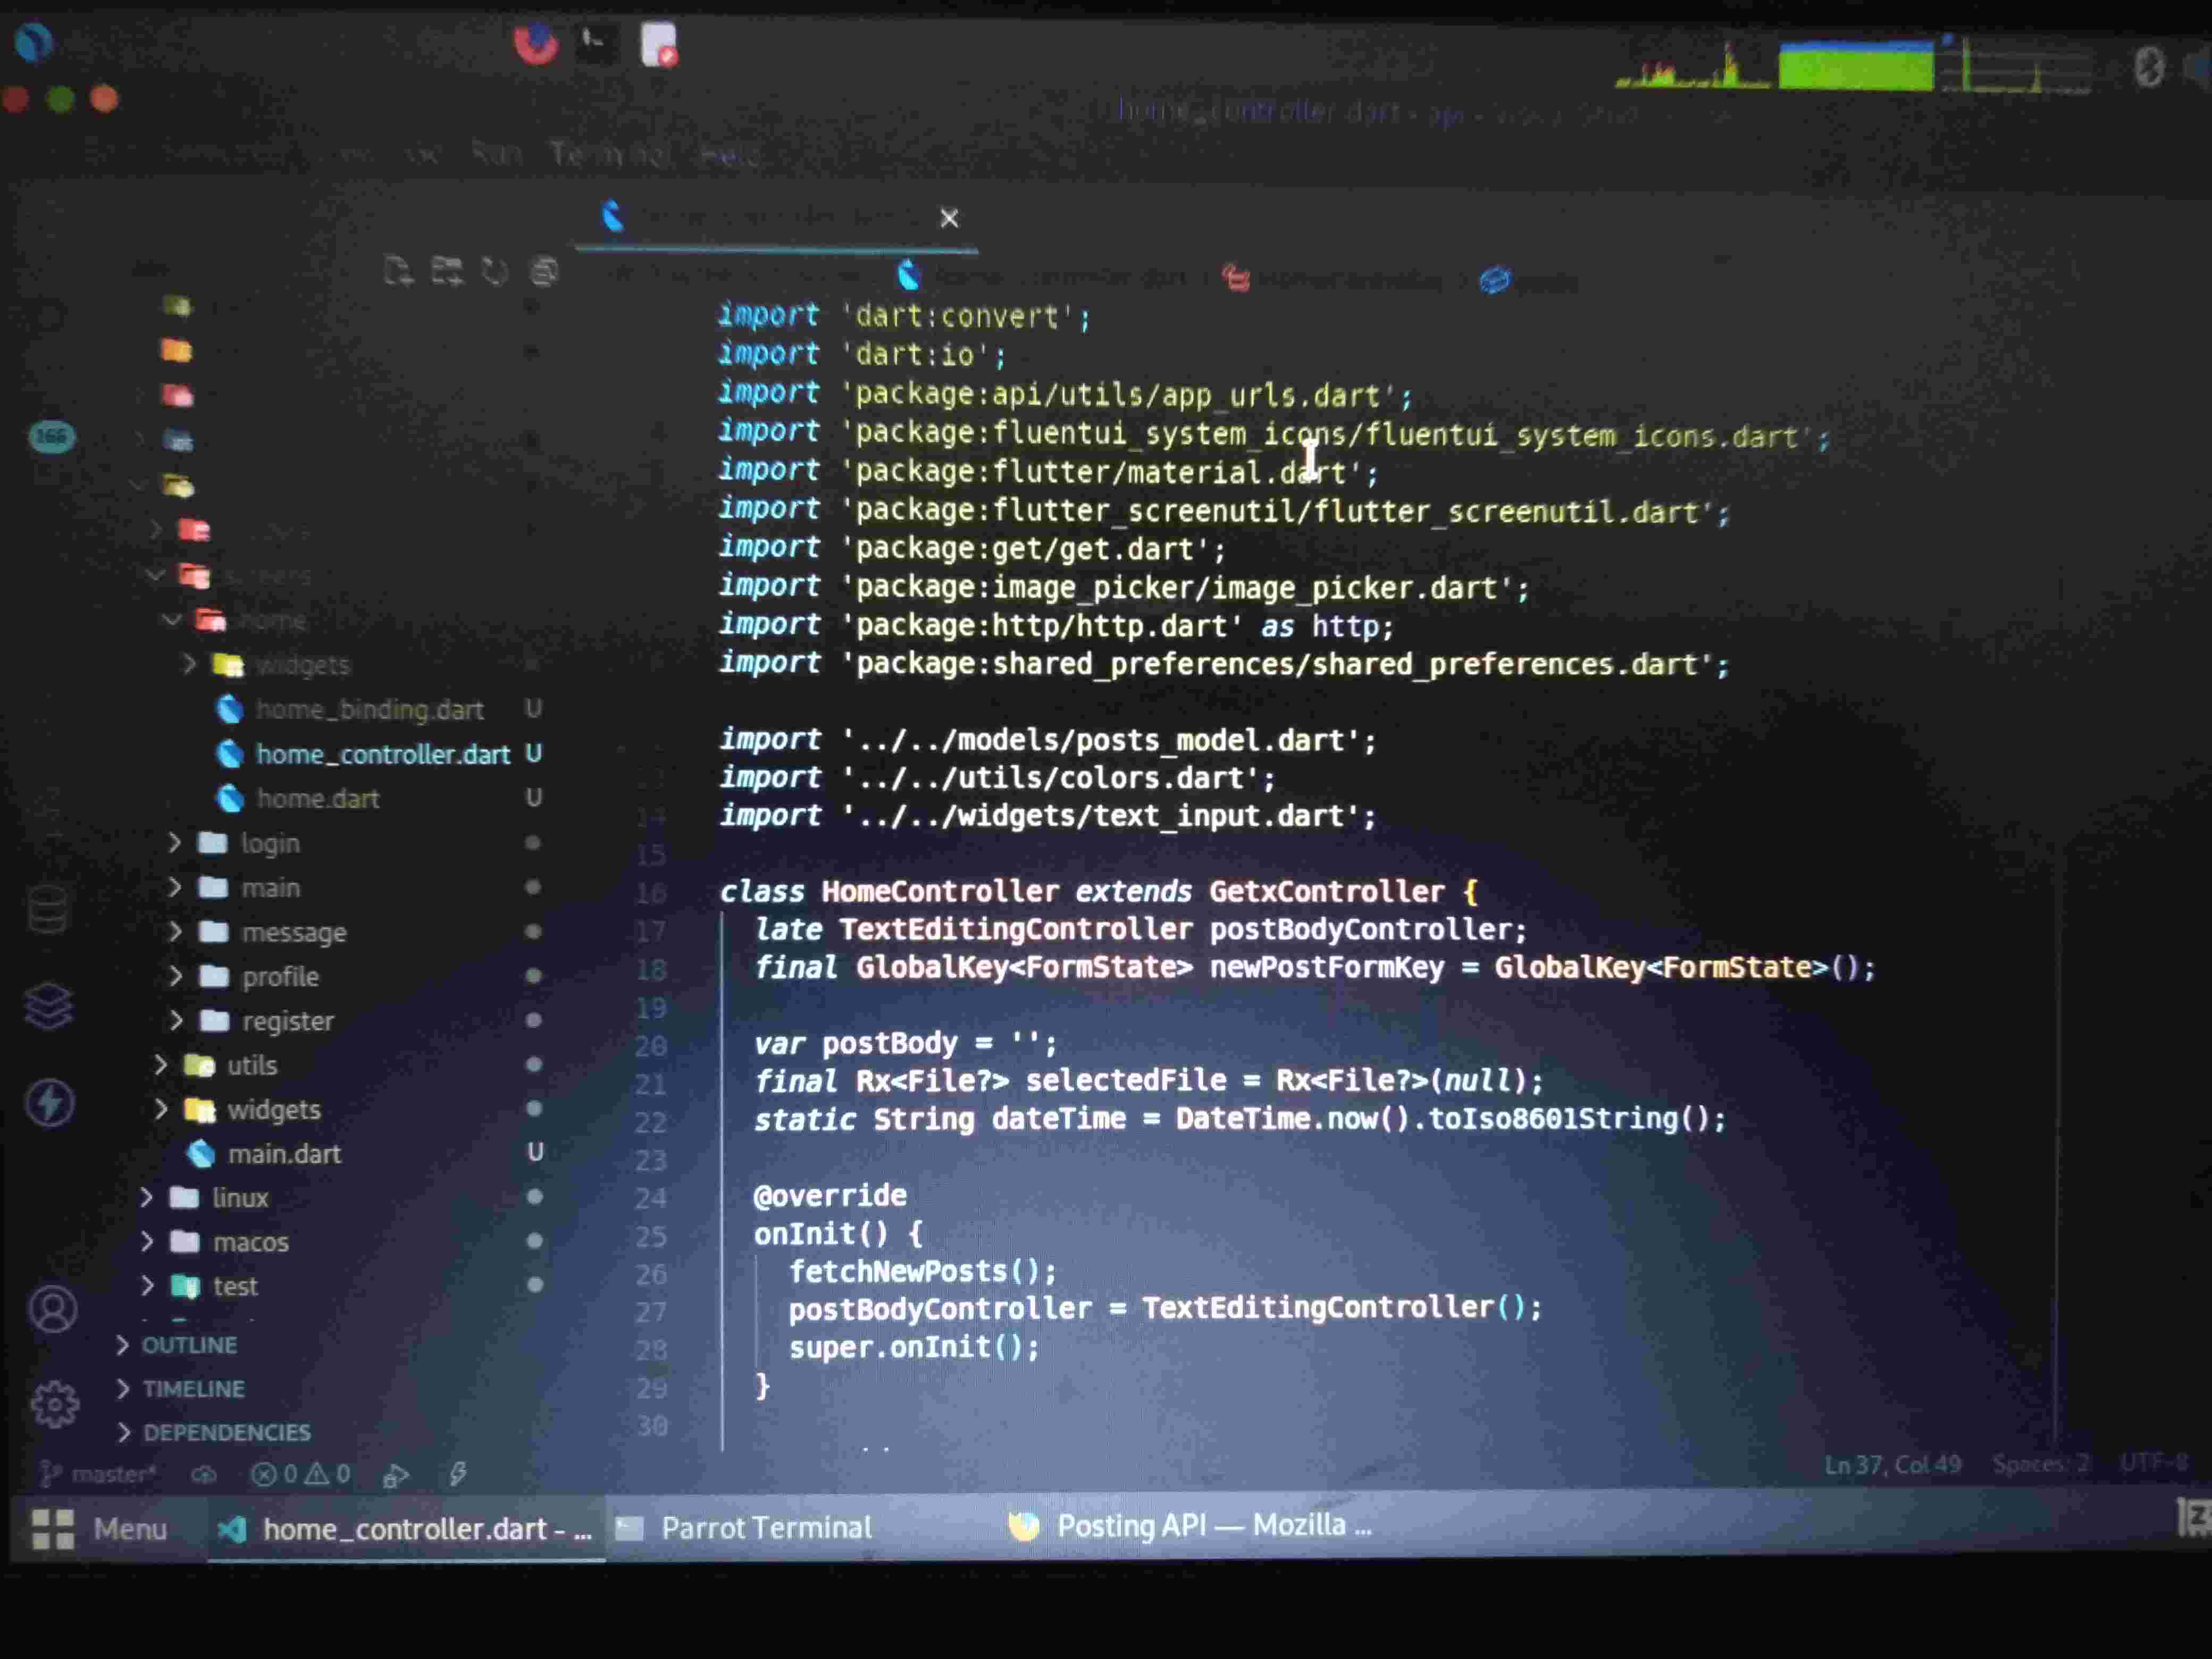 home_controller.dart - api -
Run Terminal Help
import 'dart:convert';
import 'dart:io';
import 'package:api/utils/app_urls.dart';
import 'package:fluentui_system_icons/fluentui_system_icons.dart';
import 'package:flutter/material.dart';
import 'package:flutter_screenutil/flutter_screenutil.dart';
import 'package:get/get.dart';
import 'package:image_picker/image_picker.dart';
import 'package:http/http.dart' as http;
import 'package:shared_preferences/shared_preferences.dart';
import '../../models/posts_model.dart';
import '../../utils/colors.dart';
14 import '../../widgets/text_input.dart';
15
16 class HomeController extends GetxController {
17 late TextEditingController postBodyController;
18 final GlobalKey<FormState> newPostFormKey = GlobalKey<FormState>();
19
20 var postBody = '';
21 final Rx<File?> selectedFile = Rx<File?>(null);
22 static String dateTime = DateTime.now().toIso8601String();
23
24 @override
25 onInit() {
26 fetchNewPosts();
27 postBodyController = TextEditingController();
28 super.onInit();
29 }
30
166
screens
home
widgets
home_binding.dart U
home_controller.dart U
home.dart U
login
main
message
profile
register
utils
widgets
main.dart U
linux
macos
test
OUTLINE
TIMELINE
DEPENDENCIES
master* 0 0
Ln 37, Col 49 Spaces: 2 UTF-8
Menu home_controller.dart - ... Parrot Terminal Posting API — Mozilla ...